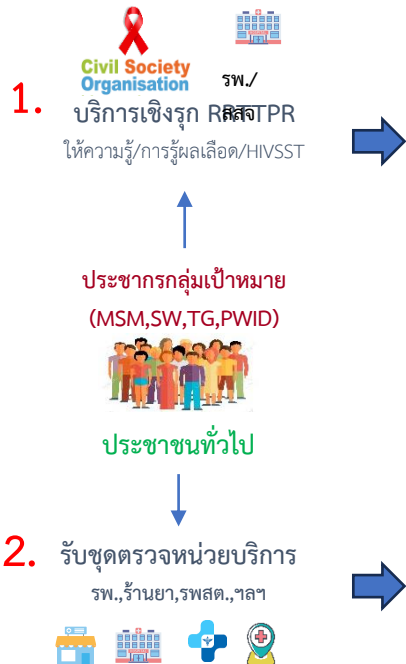 Civil Society
Organisation
รพ./
สสจ
1.
บริการเชิงรุก RRTTPR
ให้ความรู้/การรู้ผลเลือด/HIVSST
ประชากรกลุ่มเป้าหมาย
(MSM,SW,TG,PWID)
ประชาชนทั่วไป
2.
รับชุดตรวจหน่วยบริการ
รพ.,ร้านยา,รพสต.,ฯลฯ